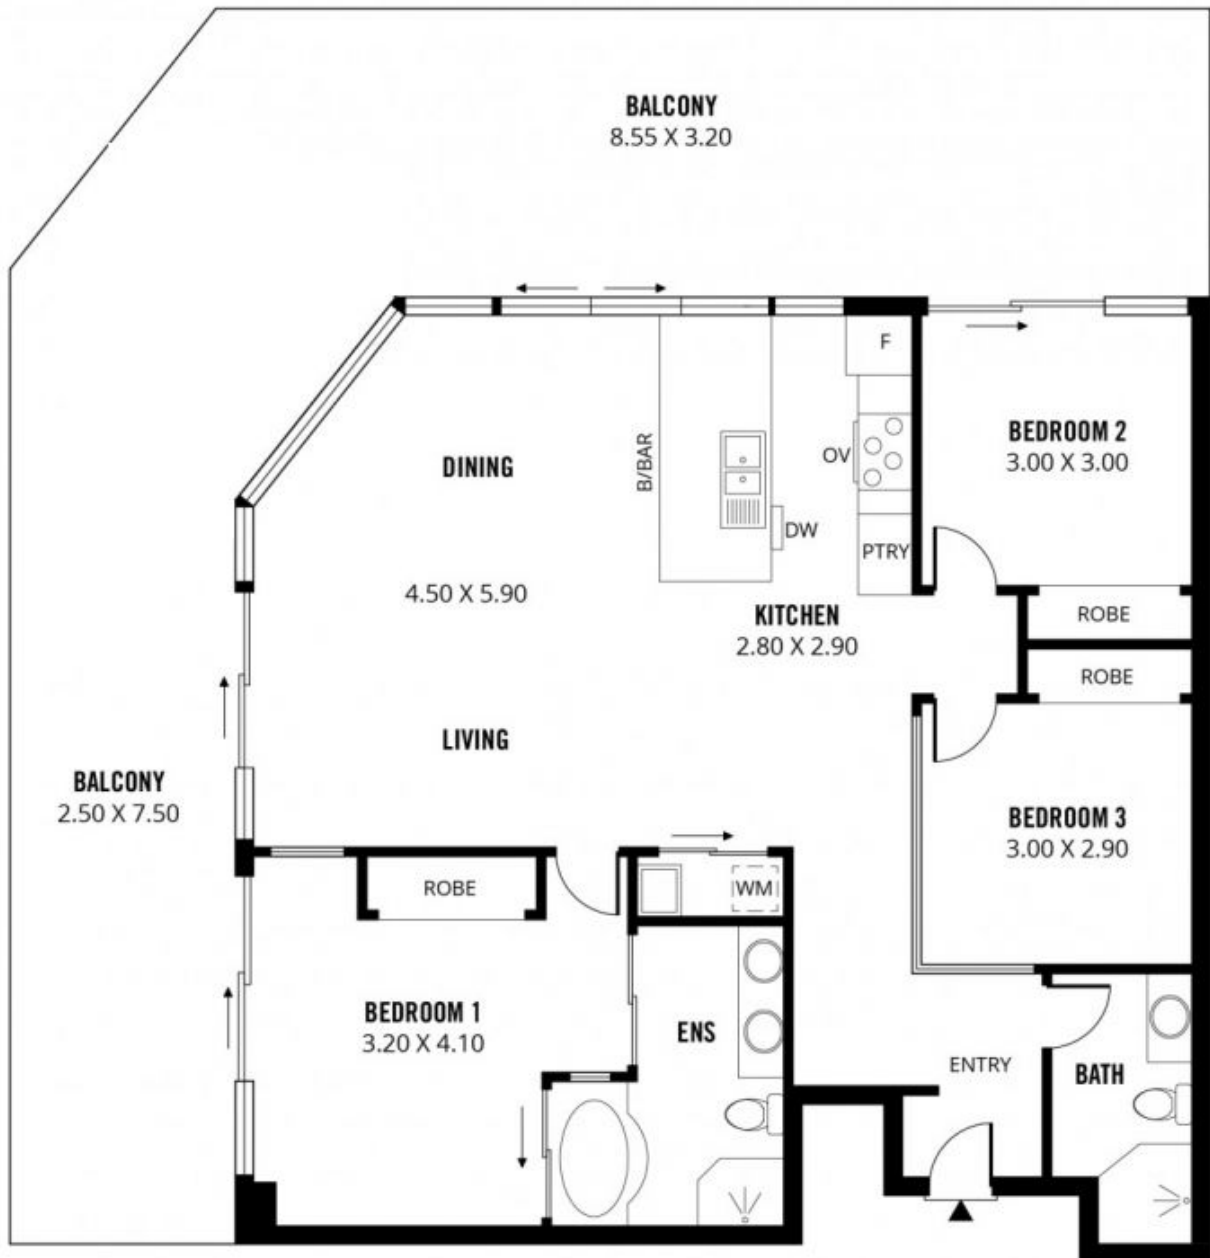 BALCONY
8.55 X 3.20
F
BEDROOM 2
3.00 X 3.00
DINING
B/BAR
OV
DW
PTRY
4.50 X 5.90
KITCHEN
2.80 X 2.90
ROBE
ROBE
LIVING
BALCONY
2.50 X 7.50
BEDROOM 3
3.00 X 2.90
ROBE
WM
BEDROOM 1
3.20 X 4.10
ENS
ENTRY
BATH